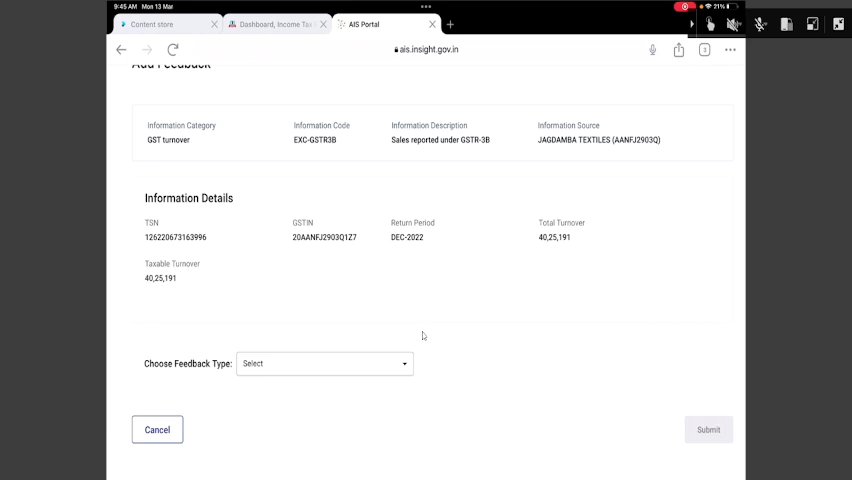 9:45 AM Mon 13 Mar
21%
Content store
Dashboard, Income Tax
AIS Portal
ais.insight.gov.in
3
Add Feedback
Information Category
Information Code
Information Description
Information Source
GST turnover
EXC-GSTR3B
Sales reported under GSTR-3B
JAGDAMBA TEXTILES (AANFJ2903Q)
Information Details
TSN
GSTIN
Return Period
Total Turnover
126220673163996
20AANFJ2903Q1Z7
DEC-2022
40,25,191
Taxable Turnover
40,25,191
Choose Feedback Type:
Select
Cancel
Submit